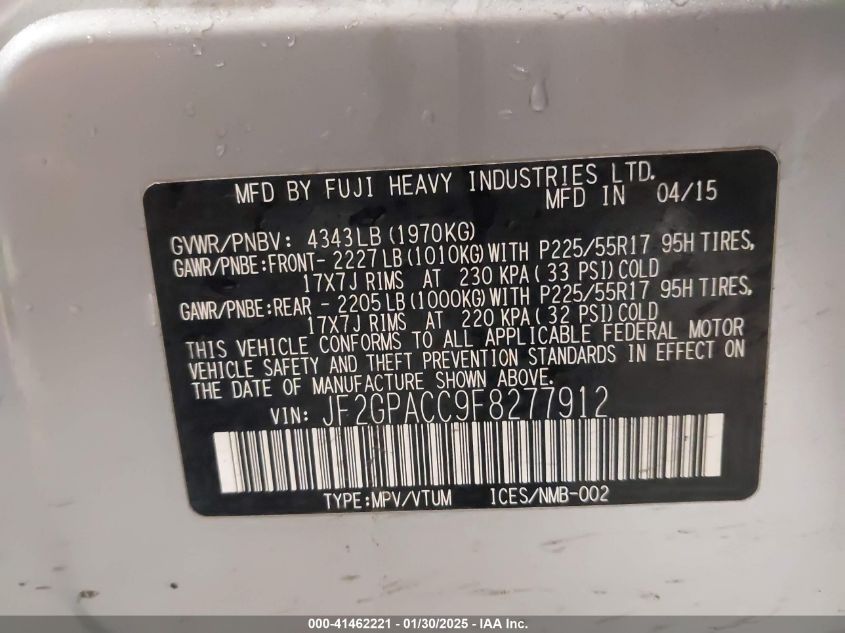 MFD BY FUJI HEAVY INDUSTRIES LTD.
MFD IN 04/15
GVWR/PNBV: 4343LB (1970KG)
GAWR/PNBE:FRONT- 2227LB (1010KG) WITH P225/55R17 95H TIRES,
17X7J RIMS AT 230 KPA ( 33 PSI) COLD
GAWR/PNBE:REAR - 2205LB (1000KG) WITH P225/55R17 95H TIRES,
17X7J RIMS AT 220 KPA ( 32 PSI) COLD
THIS VEHICLE CONFORMS TO ALL APPLICABLE FEDERAL MOTOR
VEHICLE SAFETY AND THEFT PREVENTION STANDARDS IN EFFECT ON
THE DATE OF MANUFACTURE SHOWN ABOVE.
VIN: JF2GPACC9F8277912
TYPE:MPV/VTUM ICES/NMB-002
000-41462221 - 01/30/2025 - IAA Inc.